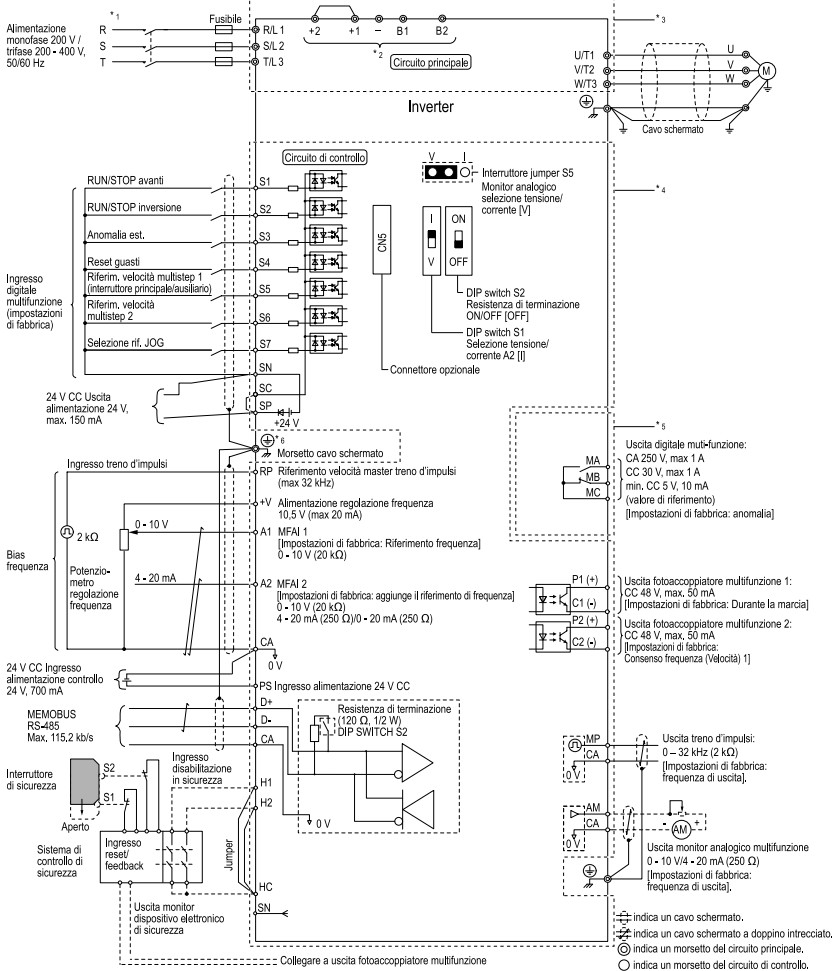 Alimentazione
monofase 200 V /
trifase 200 - 400 V,
50/60 Hz
*1
R
S
T
Fusibile
R/L1
S/L2
T/L3
+2
+1
–
B1
B2
*2
Circuito principale
Inverter
*3
U/T1
V/T2
W/T3
U
V
W
M
Cavo schermato
Circuito di controllo
Ingresso
digitale
multifunzione
(impostazioni
di fabbrica)
RUN/STOP avanti
S1
RUN/STOP inversione
S2
Anomalia est.
S3
Reset guasti
S4
Riferim. velocità multistep 1
(interruttore principale/ausiliario)
S5
Riferim. velocità
multistep 2
S6
Selezione rif. JOG
S7
SN
SC
SP
+24 V
24 V CC Uscita
alimentazione 24 V,
max. 150 mA
V
I
Interruttore jumper S5
Monitor analogico
selezione tensione/
corrente [V]
*4
CN5
I
V
ON
OFF
DIP switch S2
Resistenza di terminazione
ON/OFF [OFF]
DIP switch S1
Selezione tensione/
corrente A2 [I]
Connettore opzionale
*6
Morsetto cavo schermato
*5
MA
MB
MC
Uscita digitale muti-funzione:
CA 250 V, max 1 A
CC 30 V, max 1 A
min. CC 5 V, 10 mA
(valore di riferimento)
[Impostazioni di fabbrica: anomalia]
Bias
frequenza
Ingresso treno d'impulsi
2 kΩ
Potenzio-
metro
regolazione
frequenza
0 - 10 V
4 - 20 mA
RP Riferimento velocità master treno d'impulsi
(max 32 kHz)
+V Alimentazione regolazione frequenza
10,5 V (max 20 mA)
A1 MFAI 1
[Impostazioni di fabbrica: Riferimento frequenza]
0 - 10 V (20 kΩ)
A2 MFAI 2
[Impostazioni di fabbrica: aggiunge il riferimento di frequenza]
0 - 10 V (20 kΩ)
4 - 20 mA (250 Ω)/0 - 20 mA (250 Ω)
CA
0 V
P1 (+)
C1 (-)
P2 (+)
C2 (-)
Uscita fotoaccoppiatore multifunzione 1:
CC 48 V, max. 50 mA
[Impostazioni di fabbrica: Durante la marcia]
Uscita fotoaccoppiatore multifunzione 2:
CC 48 V, max. 50 mA
[Impostazioni di fabbrica:
Consenso frequenza (Velocità) 1]
24 V CC Ingresso
alimentazione controllo
24 V, 700 mA
PS Ingresso alimentazione 24 V CC
MEMOBUS
RS-485
Max. 115,2 kb/s
D+
D-
CA
Resistenza di terminazione
(120 Ω, 1/2 W)
DIP SWITCH S2
0 V
MP
CA
0 V
Uscita treno d'impulsi:
0 – 32 kHz (2 kΩ)
[Impostazioni di fabbrica:
frequenza di uscita].
Interruttore
di sicurezza
S2
S1
Aperto
Ingresso
disabilitazione
in sicurezza
H1
H2
Jumper
HC
SN
Sistema di
controllo di
sicurezza
Ingresso
reset/
feedback
Uscita monitor
dispositivo elettronico
di sicurezza
Collegare a uscita fotoaccoppiatore multifunzione
AM
CA
0 V
-
AM
+
Uscita monitor analogico multifunzione
0 - 10 V/4 - 20 mA (250 Ω)
[Impostazioni di fabbrica:
frequenza di uscita].
indica un cavo schermato.
indica un cavo schermato a doppino intrecciato.
indica un morsetto del circuito principale.
indica un morsetto del circuito di controllo.